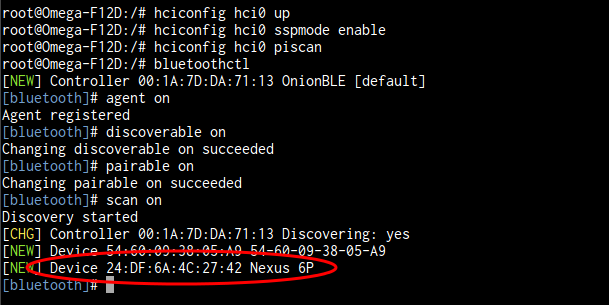 root@Omega-F12D:/# hciconfig hci0 up
root@Omega-F12D:/# hciconfig hci0 sspmode enable
root@Omega-F12D:/# hciconfig hci0 piscan
root@Omega-F12D:/# bluetoothctl
[NEW] Controller 00:1A:7D:DA:71:13 OnionBLE [default]
[bluetooth]# agent on
Agent registered
[bluetooth]# discoverable on
Changing discoverable on succeeded
[bluetooth]# pairable on
Changing pairable on succeeded
[bluetooth]# scan on
Discovery started
[CHG] Controller 00:1A:7D:DA:71:13 Discovering: yes
[NEW] Device 54:60:09:38:05:A9 54-60-09-38-05-A9
[NEW] Device 24:DF:6A:4C:27:42 Nexus 6P
[bluetooth]#